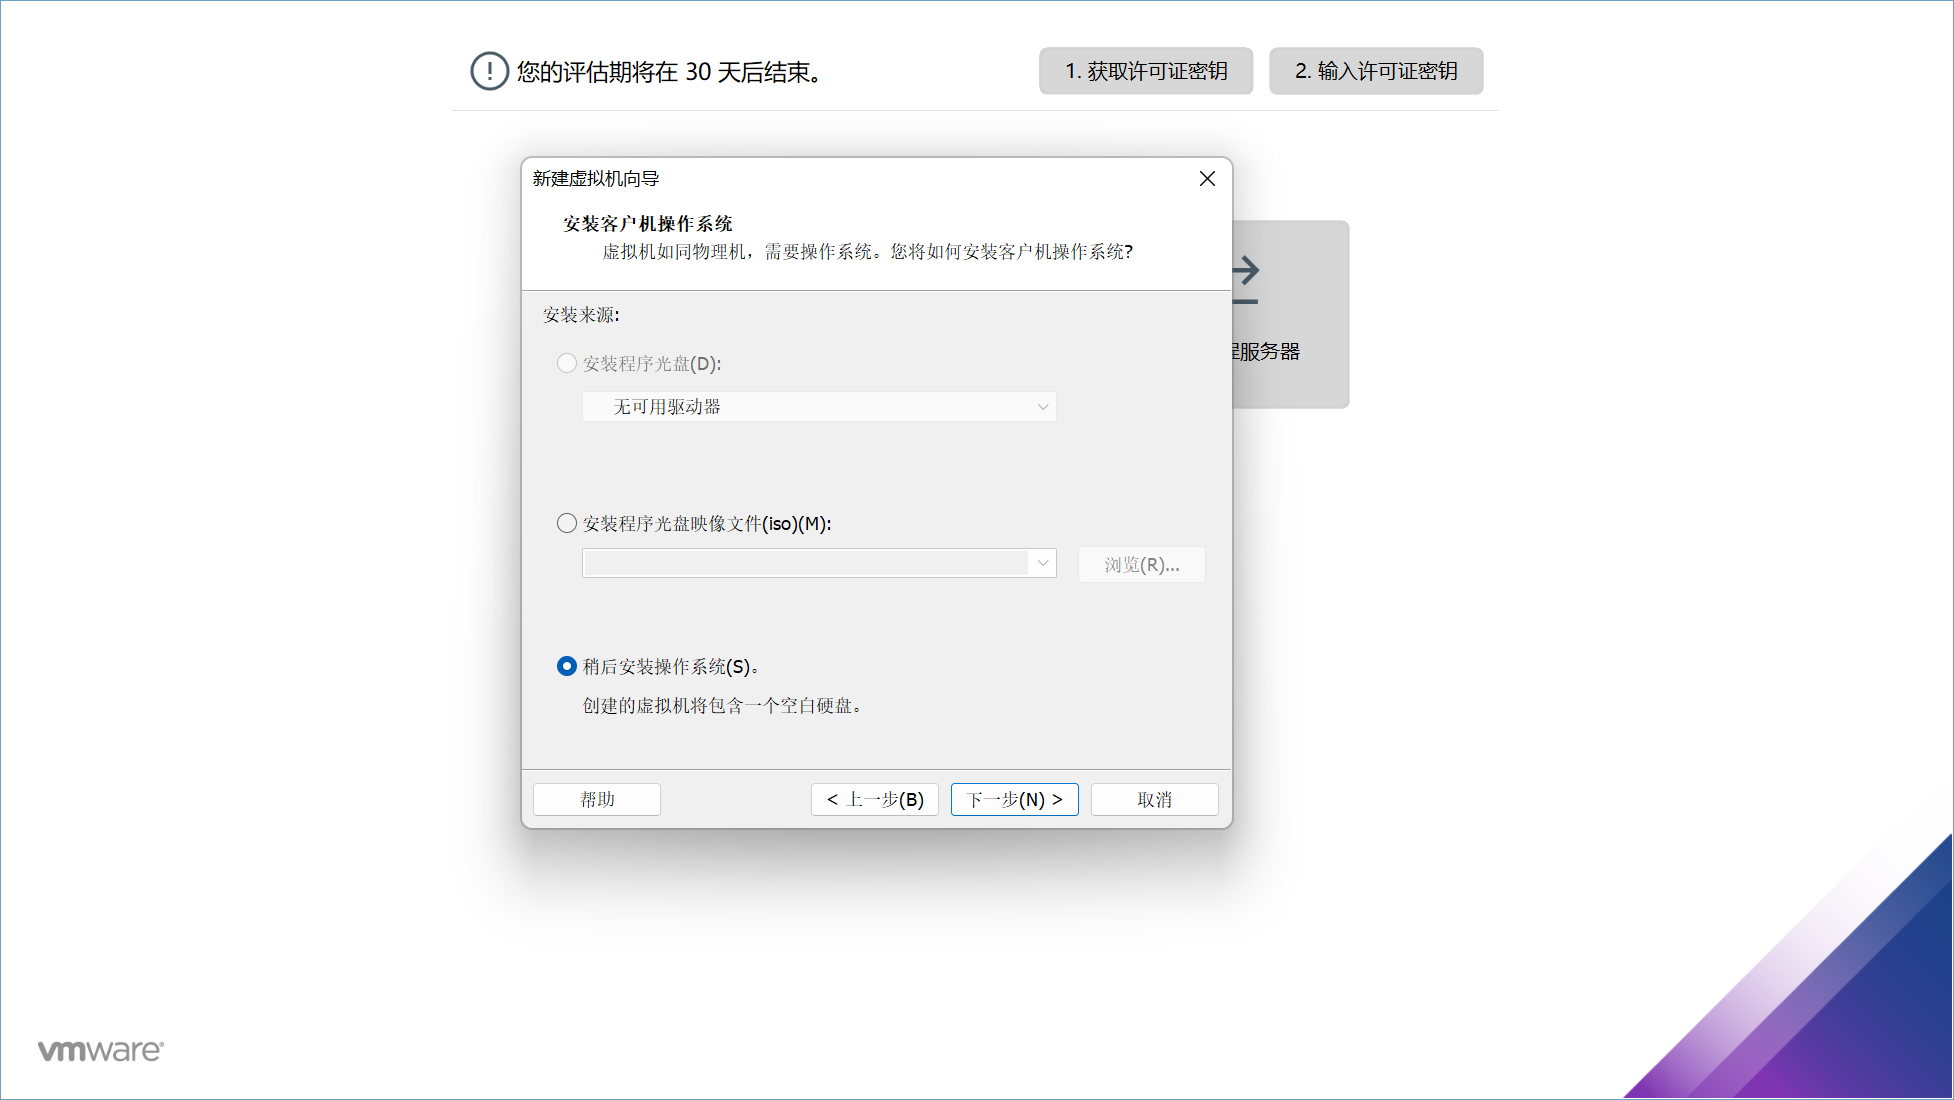 您的评估期将在 30 天后结束。
1. 获取许可证密钥
2. 输入许可证密钥
新建虚拟机向导
安装客户机操作系统
虚拟机如同物理机，需要操作系统。您将如何安装客户机操作系统?
程服务器
安装来源:
安装程序光盘(D):
无可用驱动器
安装程序光盘映像文件(iso)(M):
浏览(R)...
稍后安装操作系统(S)。
创建的虚拟机将包含一个空白硬盘。
帮助
< 上一步(B)
下一步(N) >
取消
vmware®